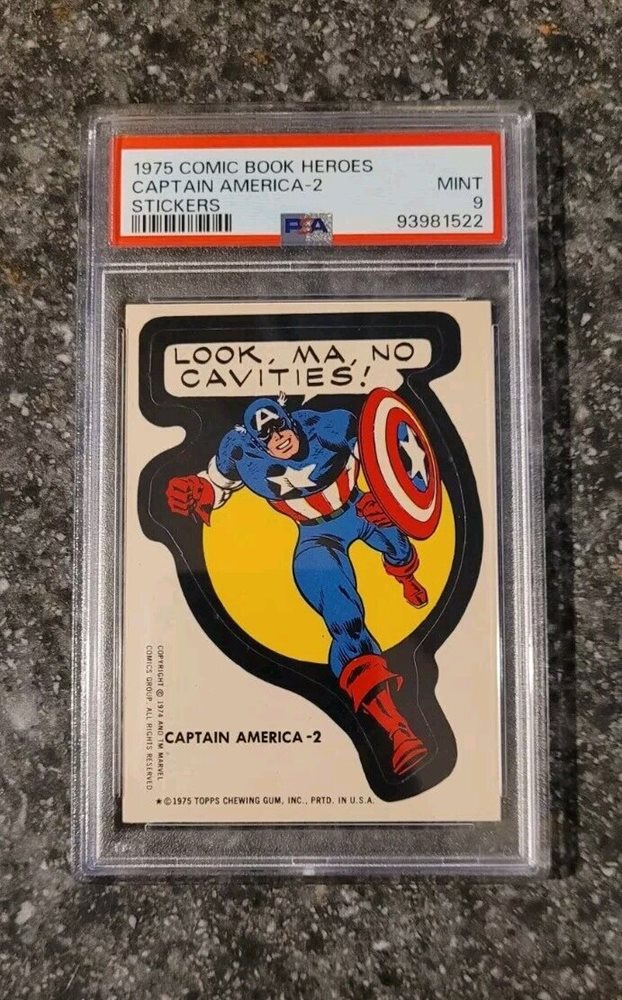 1975 COMIC BOOK HEROES
CAPTAIN AMERICA-2
MINT
STICKERS
9
PSA
93981522
LOOK, MA, NO
CAVITIES!
A
COPYRIGHT © 1974 AND TM MARVEL
COMICS GROUP. ALL RIGHTS RESERVED
CAPTAIN AMERICA -2
★ © 1975 TOPPS CHEWING GUM, INC., PRTD. IN U.S.A.